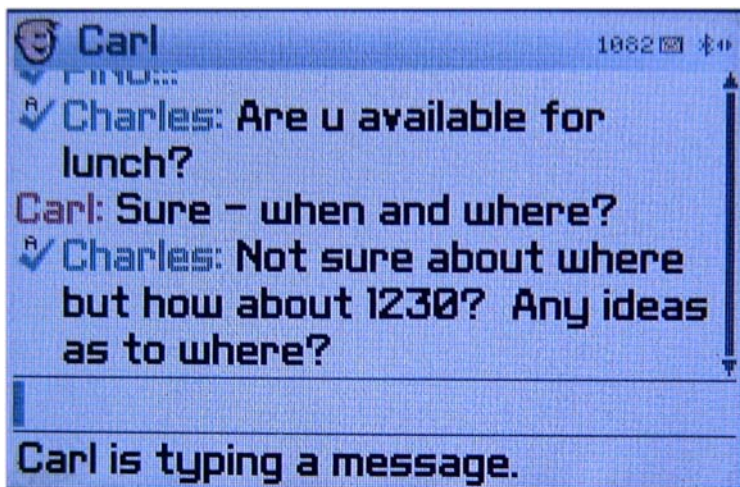 Carl
1082
PING!!!
Charles: Are u available for
lunch?
Carl: Sure - when and where?
Charles: Not sure about where
but how about 1230? Any ideas
as to where?
Carl is typing a message.